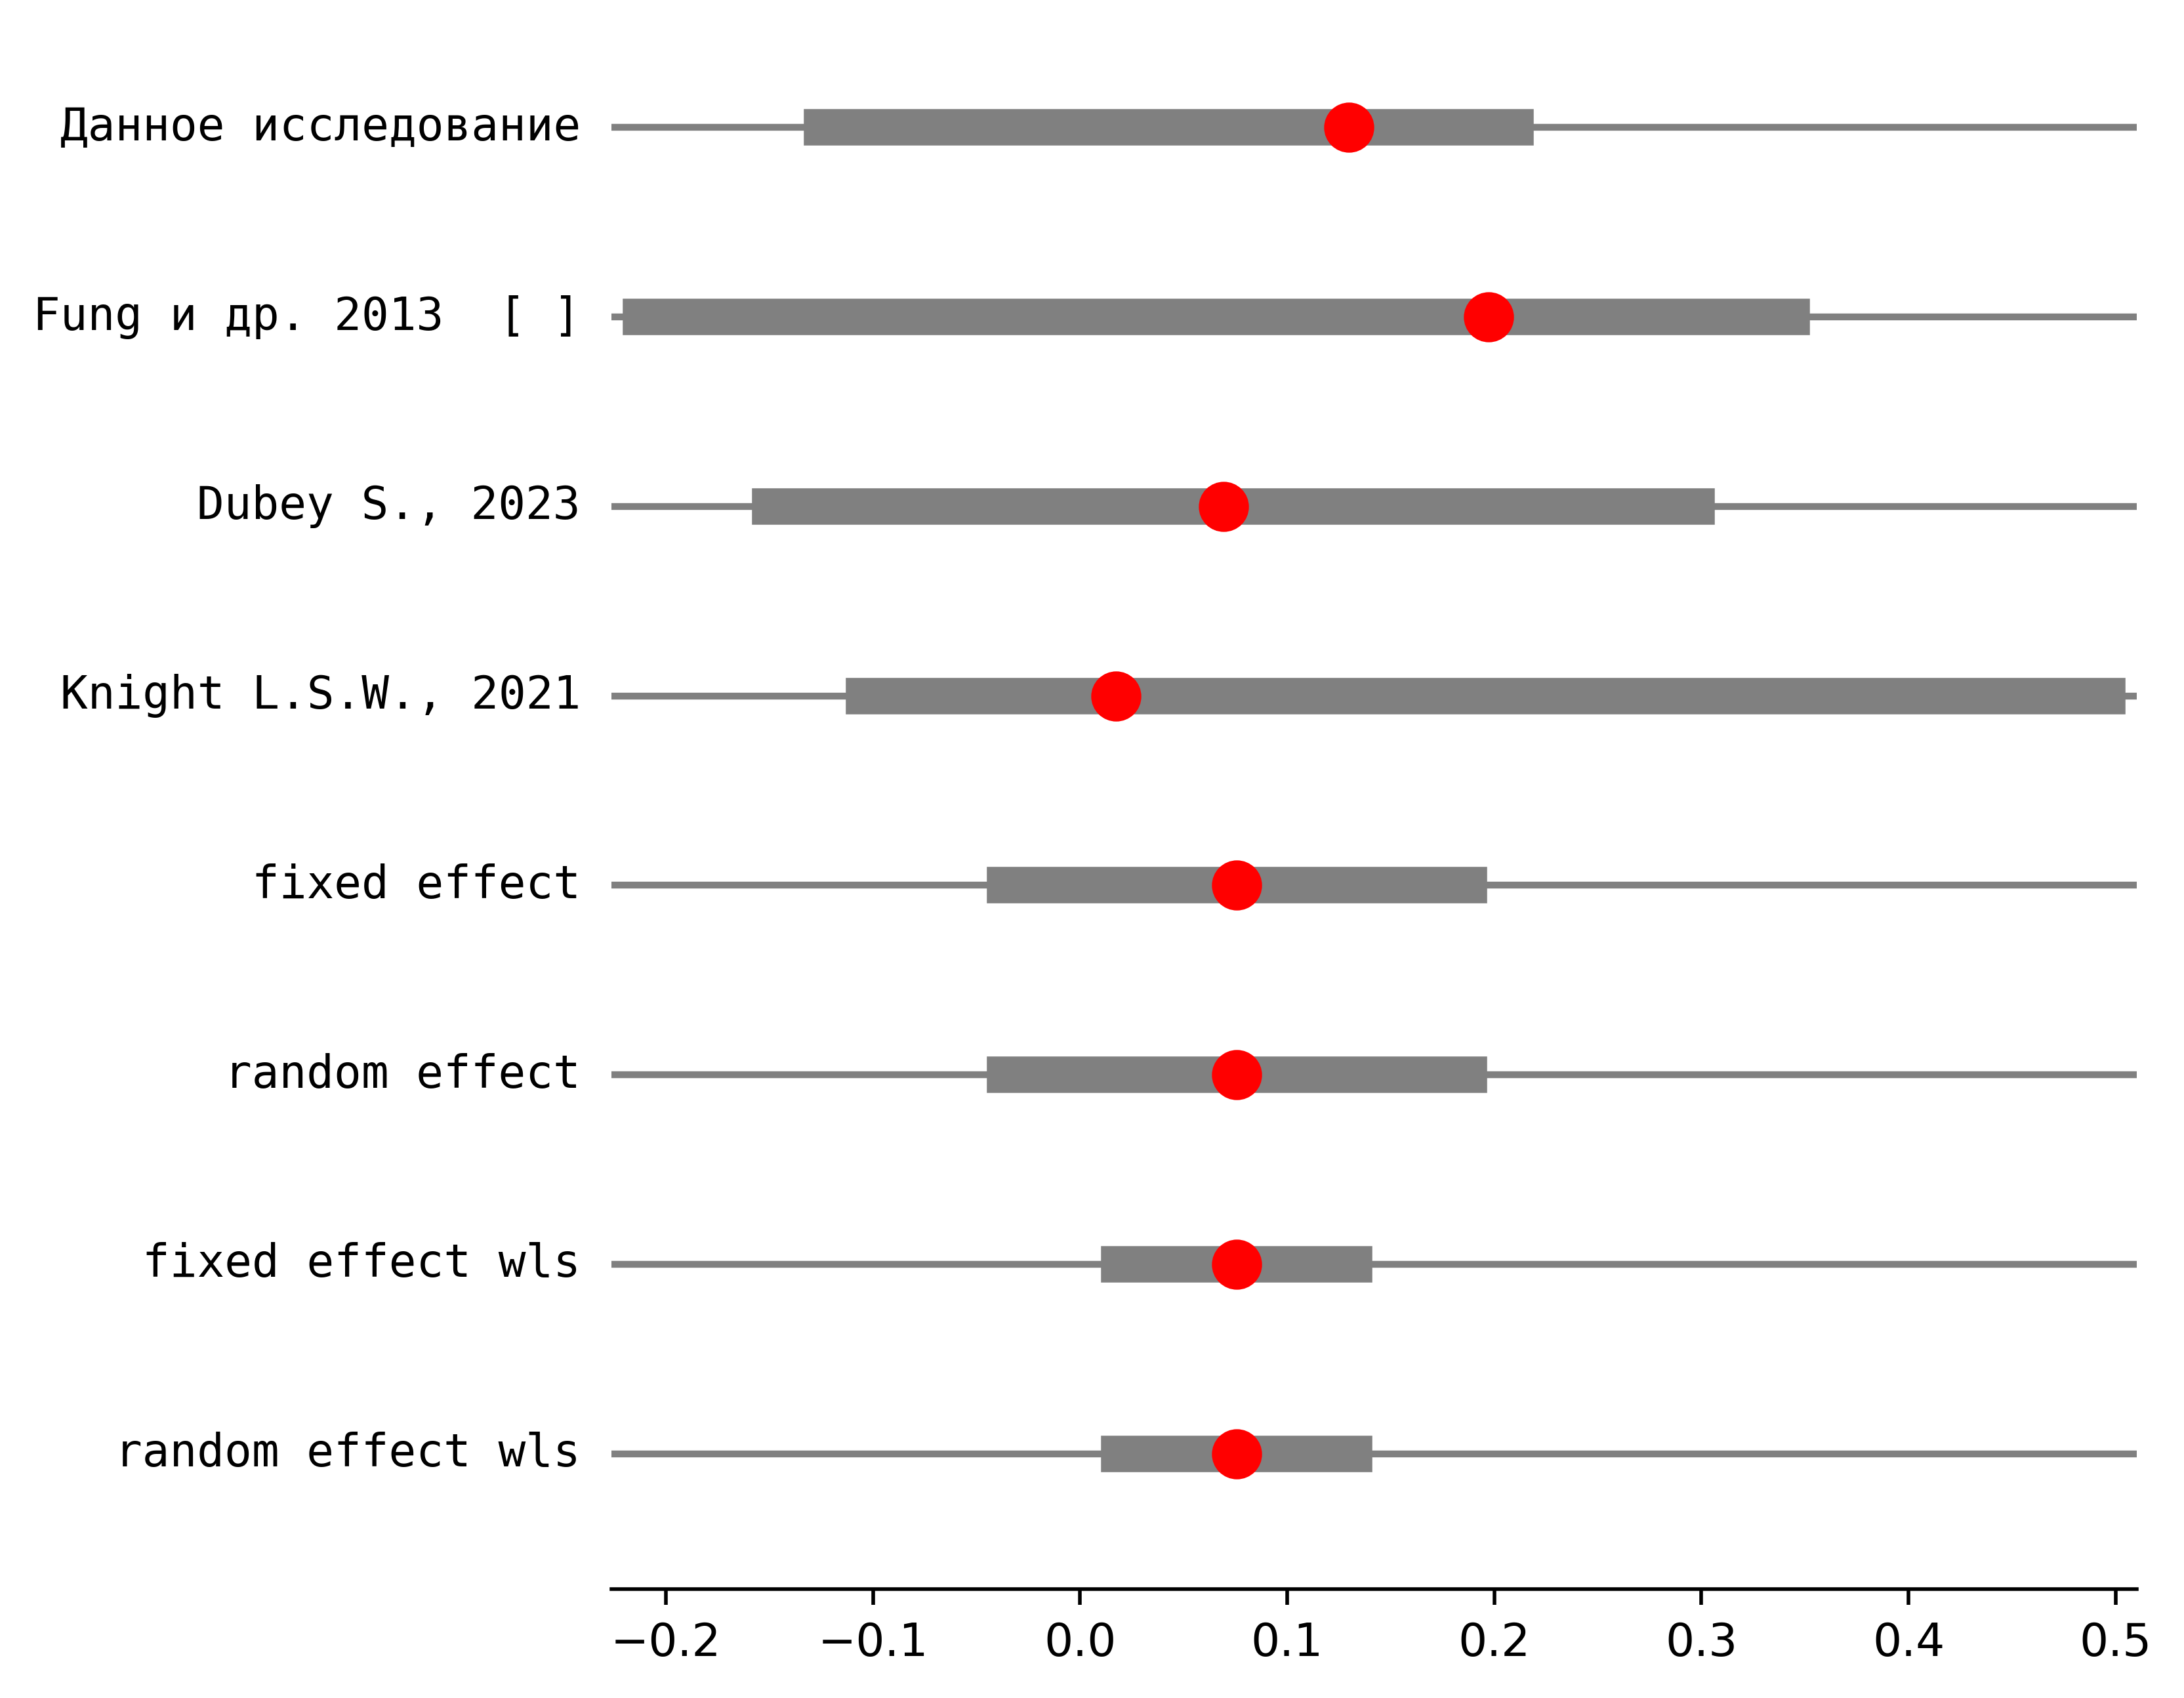 Данное исследование
Fung и др. 2013  [ ]
Dubey S., 2023
Knight L.S.W., 2021
fixed effect
random effect
fixed effect wls
random effect wls
−0.2 −0.1 0.0 0.1 0.2 0.3 0.4 0.5